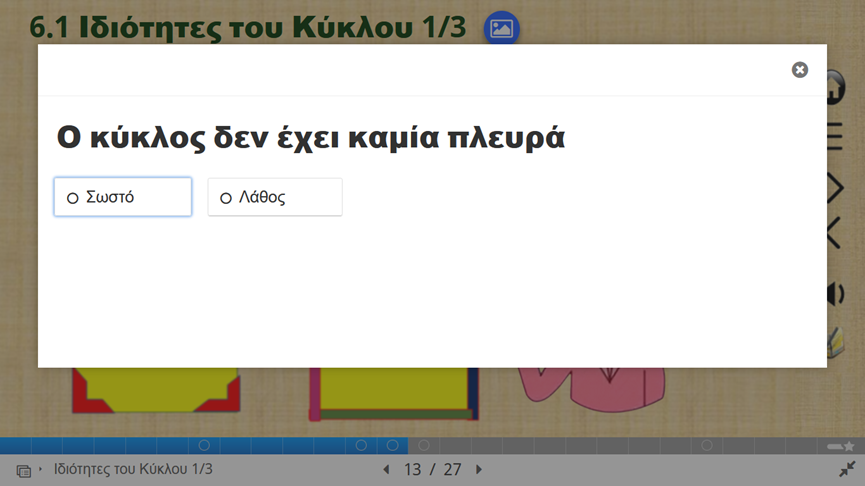 6.1 Ιδιότητες του Κύκλου 1/3
Ο κύκλος δεν έχει καμία πλευρά
Σωστό
Λάθος
Ιδιότητες του Κύκλου 1/3
13 / 27